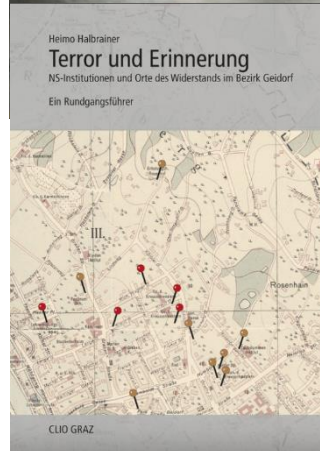 Heimo Halbrainer
Terror und Erinnerung
NS-Institutionen und Orte des Widerstands im Bezirk Geidorf
Ein Rundgangsführer
III.
Rosenhain
CLIO GRAZ